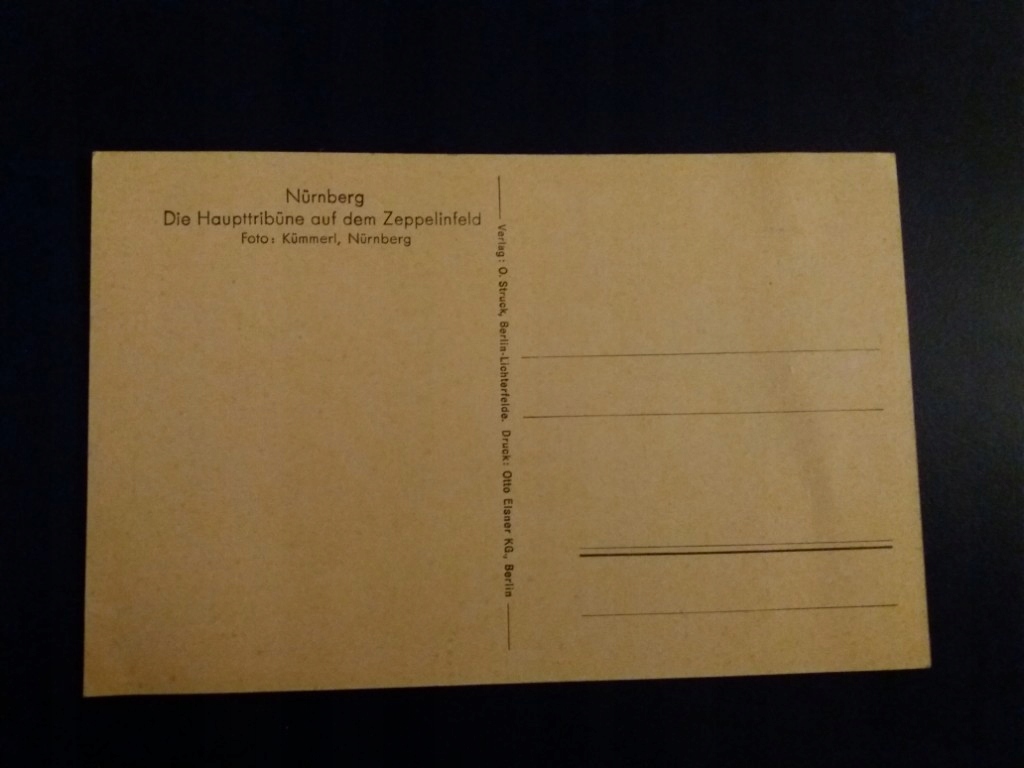 Nürnberg
Die Haupttribüne auf dem Zeppelinfeld
Foto: Kümmerl, Nürnberg
Verlag: O. Struck, Berlin-Lichterfelde. Druck: Otto Elsner KG., Berlin